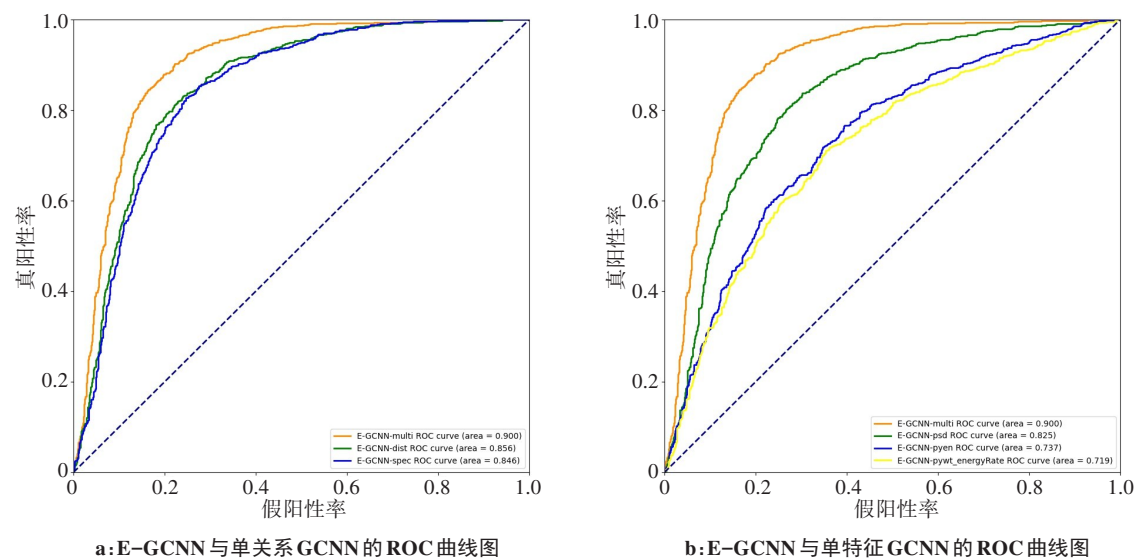 1.0
0.8
0.6
0.4
0.2
0
真阳性率
0
0.2
0.4
0.6
0.8
1.0
假阳性率
E-GCNN-multi ROC curve (area = 0.900)
E-GCNN-dist ROC curve (area = 0.856)
E-GCNN-spec ROC curve (area = 0.846)
a:E-GCNN与单关系GCNN的ROC曲线图
1.0
0.8
0.6
0.4
0.2
0
真阳性率
0
0.2
0.4
0.6
0.8
1.0
假阳性率
E-GCNN-multi ROC curve (area = 0.900)
E-GCNN-psd ROC curve (area = 0.825)
E-GCNN-pyen ROC curve (area = 0.737)
E-GCNN-pywt_energyRate ROC curve (area = 0.719)
b:E-GCNN与单特征GCNN的ROC曲线图